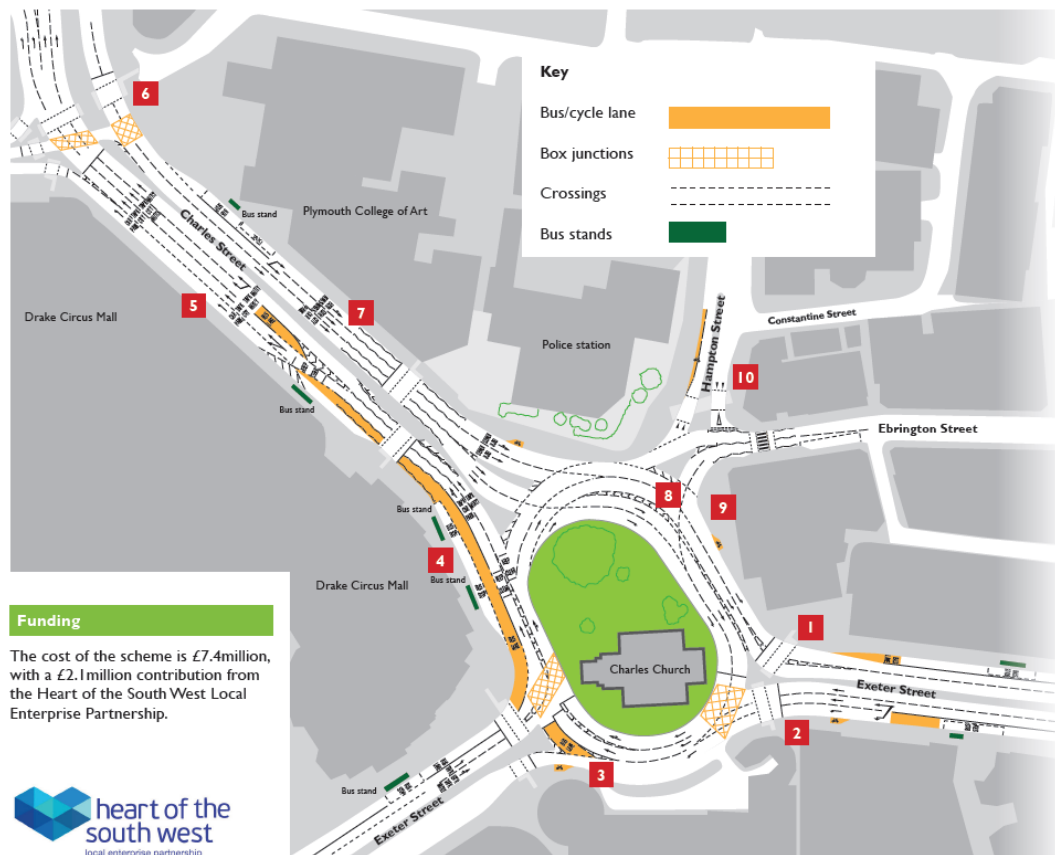 Key
Bus/cycle lane
Box junctions
Crossings
Bus stands
6
Bus stand
Plymouth College of Art
Charles Street
5
7
Drake Circus Mall
Police station
Hampton Street
Constantine Street
10
Bus stand
Ebrington Street
8
9
Bus stand
4
Bus stand
Drake Circus Mall
1
Charles Church
Exeter Street
2
3
Bus stand
Exeter Street
Funding
The cost of the scheme is £7.4million,
with a £2.1million contribution from
the Heart of the South West Local
Enterprise Partnership.
heart of the
south west
local enterprise partnership